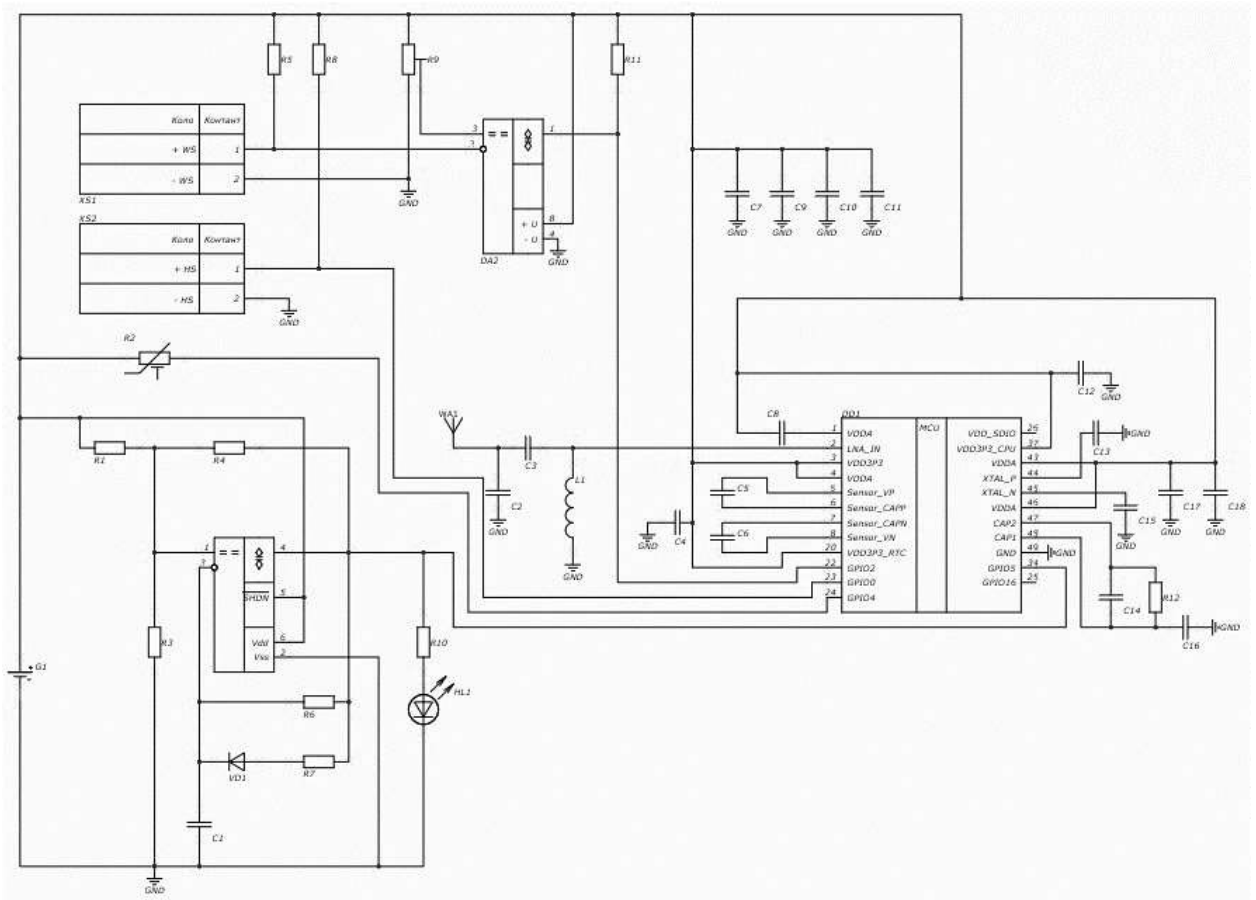 R5
R8
R9
R11
Коло Контакт
+ WS 1
- WS 2
XS1
GND
3
3
1
+ U 8
- U 4
DA2
GND
C7
C9
C10
C11
GND
GND
GND
GND
XS2
Коло Контакт
+ HS 1
- HS 2
GND
R2
C12
GND
WA1
C3
C2
GND
L1
GND
C8
DD1
MCU
1 VDDA
2 LNA_IN
3 VDD3P3
4 VDDA
5 Sensor_VP
6 Sensor_CAPP
7 Sensor_CAPN
8 Sensor_VN
20 VDD3P3_RTC
22 GPIO2
23 GPIO0
24 GPIO4
VDD_SDIO 26
VDD3P3_CPU 37
VDDA 43
XTAL_P 44
XTAL_N 45
VDDA 46
CAP2 47
CAP1 48
GND 49
GPIO5 34
GPIO16 25
C13
GND
C5
C6
C4
GND
C15
GND
C17
GND
C18
GND
GND
C14
R12
C16
GND
R1
R4
1
==
4
SHDN 5
Vdd 6
Vss 2
R3
R10
HL1
G1
+
-
R6
VD1
R7
C1
GND